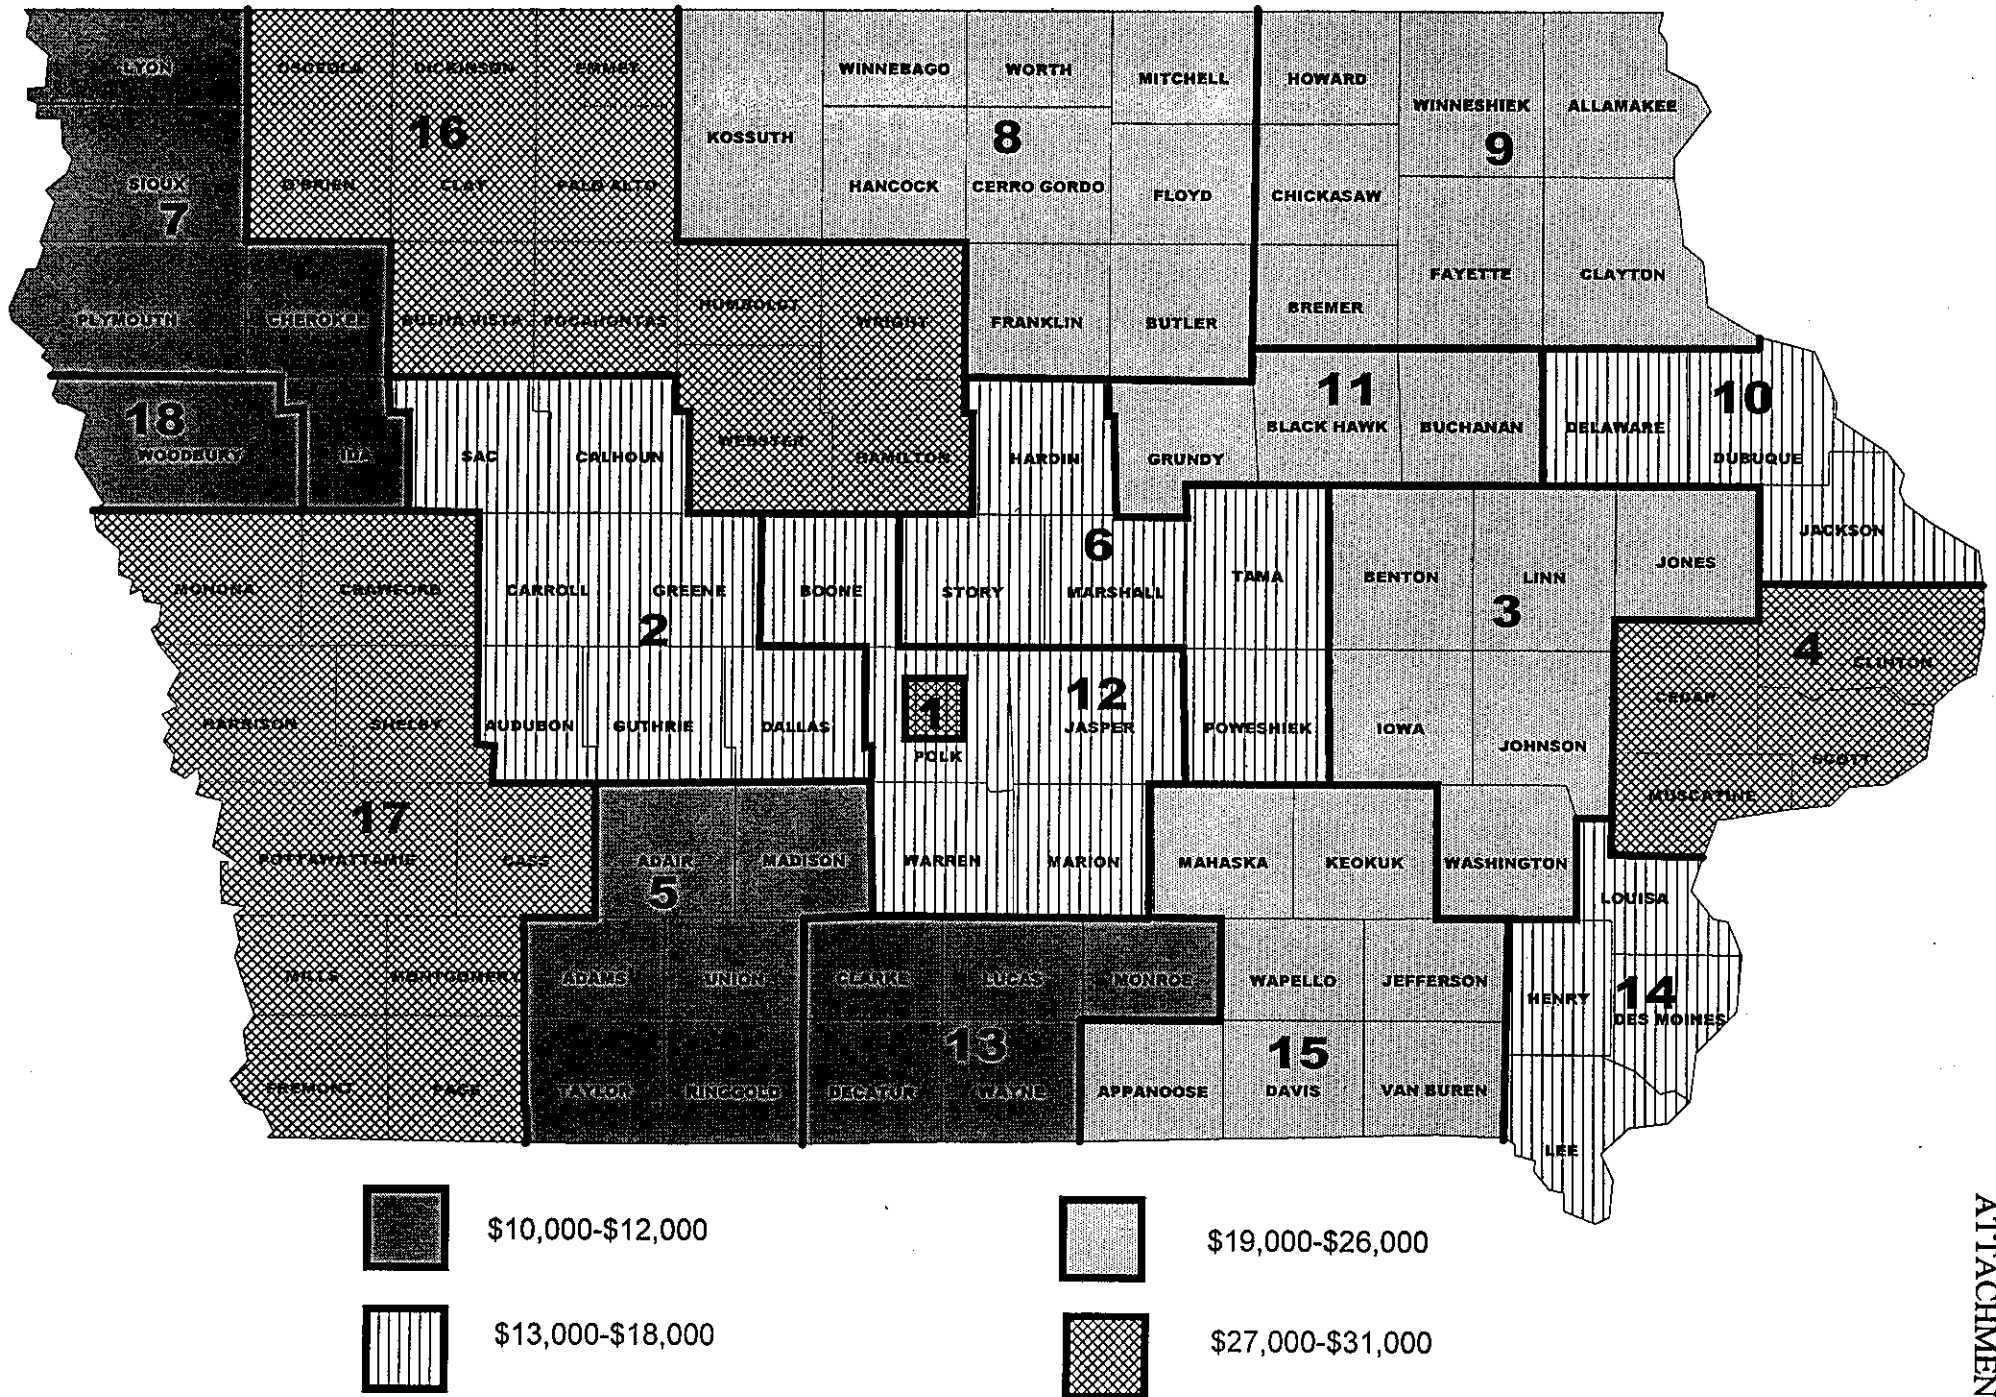 LYON
OSCEOLA
DICKINSON
EMMET
KOSSUTH
WINNEBAGO
WORTH
MITCHELL
HOWARD
WINNESHIEK
ALLAMAKEE
16
8
9
SIOUX
7
O'BRIEN
CLAY
PALO ALTO
HANCOCK
CERRO GORDO
FLOYD
CHICKASAW
FAYETTE
CLAYTON
PLYMOUTH
CHEROKEE
BUENA VISTA
POCAHONTAS
HUMBOLDT
WRIGHT
FRANKLIN
BUTLER
BREMER
18
WOODBURY
IDA
SAC
CALHOUN
WEBSTER
HAMILTON
HARDIN
GRUNDY
11
BLACK HAWK
BUCHANAN
DELAWARE
10
DUBUQUE
JACKSON
MONONA
CRAWFORD
CARROLL
GREENE
2
BOONE
STORY
6
MARSHALL
TAMA
BENTON
LINN
3
JONES
4
CLINTON
HARRISON
SHELBY
AUDUBON
GUTHRIE
DALLAS
1
POLK
12
JASPER
POWESHIEK
IOWA
JOHNSON
CEDAR
SCOTT
MUSCATINE
17
POTTAWATTAMIE
CASS
ADAIR
5
MADISON
WARREN
MARION
MAHASKA
KEOKUK
WASHINGTON
LOUISA
MILLS
MONTGOMERY
ADAMS
UNION
CLARKE
LUCAS
MONROE
WAPELLO
JEFFERSON
HENRY
14
DES MOINES
FREMONT
PAGE
TAYLOR
RINGGOLD
DECATUR
13
WAYNE
APPANOOSE
15
DAVIS
VAN BUREN
LEE
$10,000-$12,000
$19,000-$26,000
$13,000-$18,000
$27,000-$31,000
ATTACHMEN